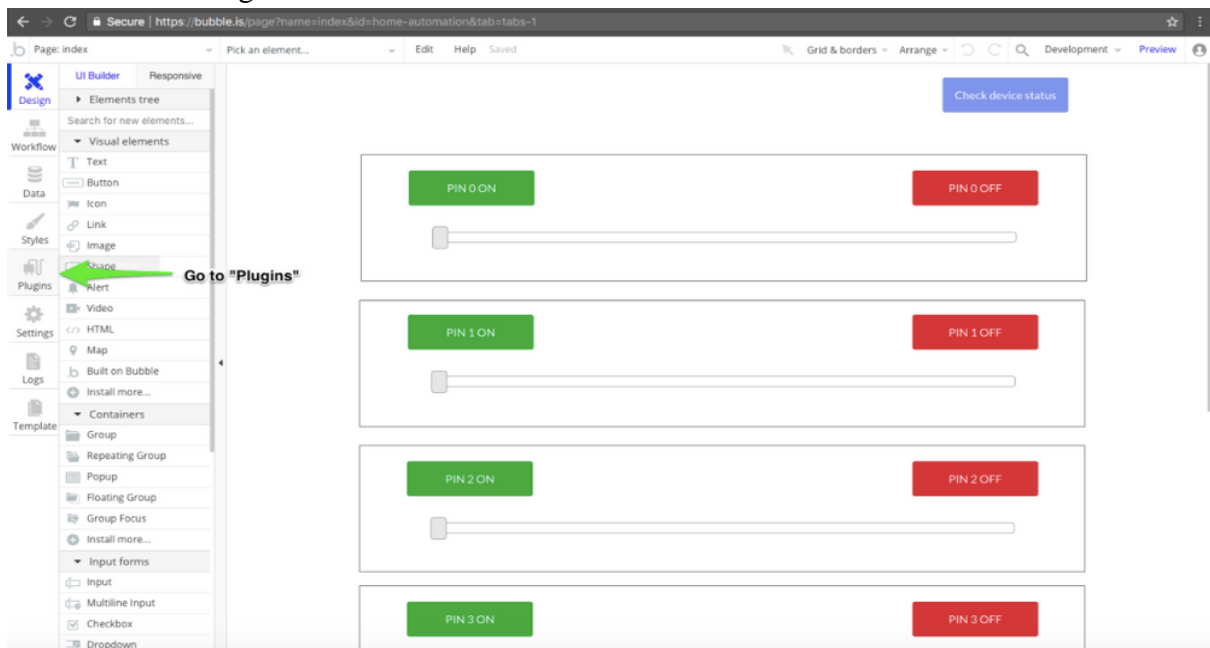 Secure | https://bubble.is/page?name=index&id=home-automation&tab=tabs-1
Page: index Pick an element... Edit Help Saved Grid & borders Arrange Development Preview
UI Builder Responsive
Design
Elements tree
Check device status
Search for new elements...
Workflow
Visual elements
Text
Button
PIN 0 ON PIN 0 OFF
Data
Icon
Link
Styles
Image
Shape
Go to "Plugins"
Plugins
Alert
Video
Settings
</> HTML
PIN 1 ON PIN 1 OFF
Map
Built on Bubble
Logs
Install more...
Containers
Template
Group
Repeating Group
Popup
PIN 2 ON PIN 2 OFF
Floating Group
Group Focus
Install more...
Input forms
Input
Multiline Input
Checkbox
PIN 3 ON PIN 3 OFF
Dropdown